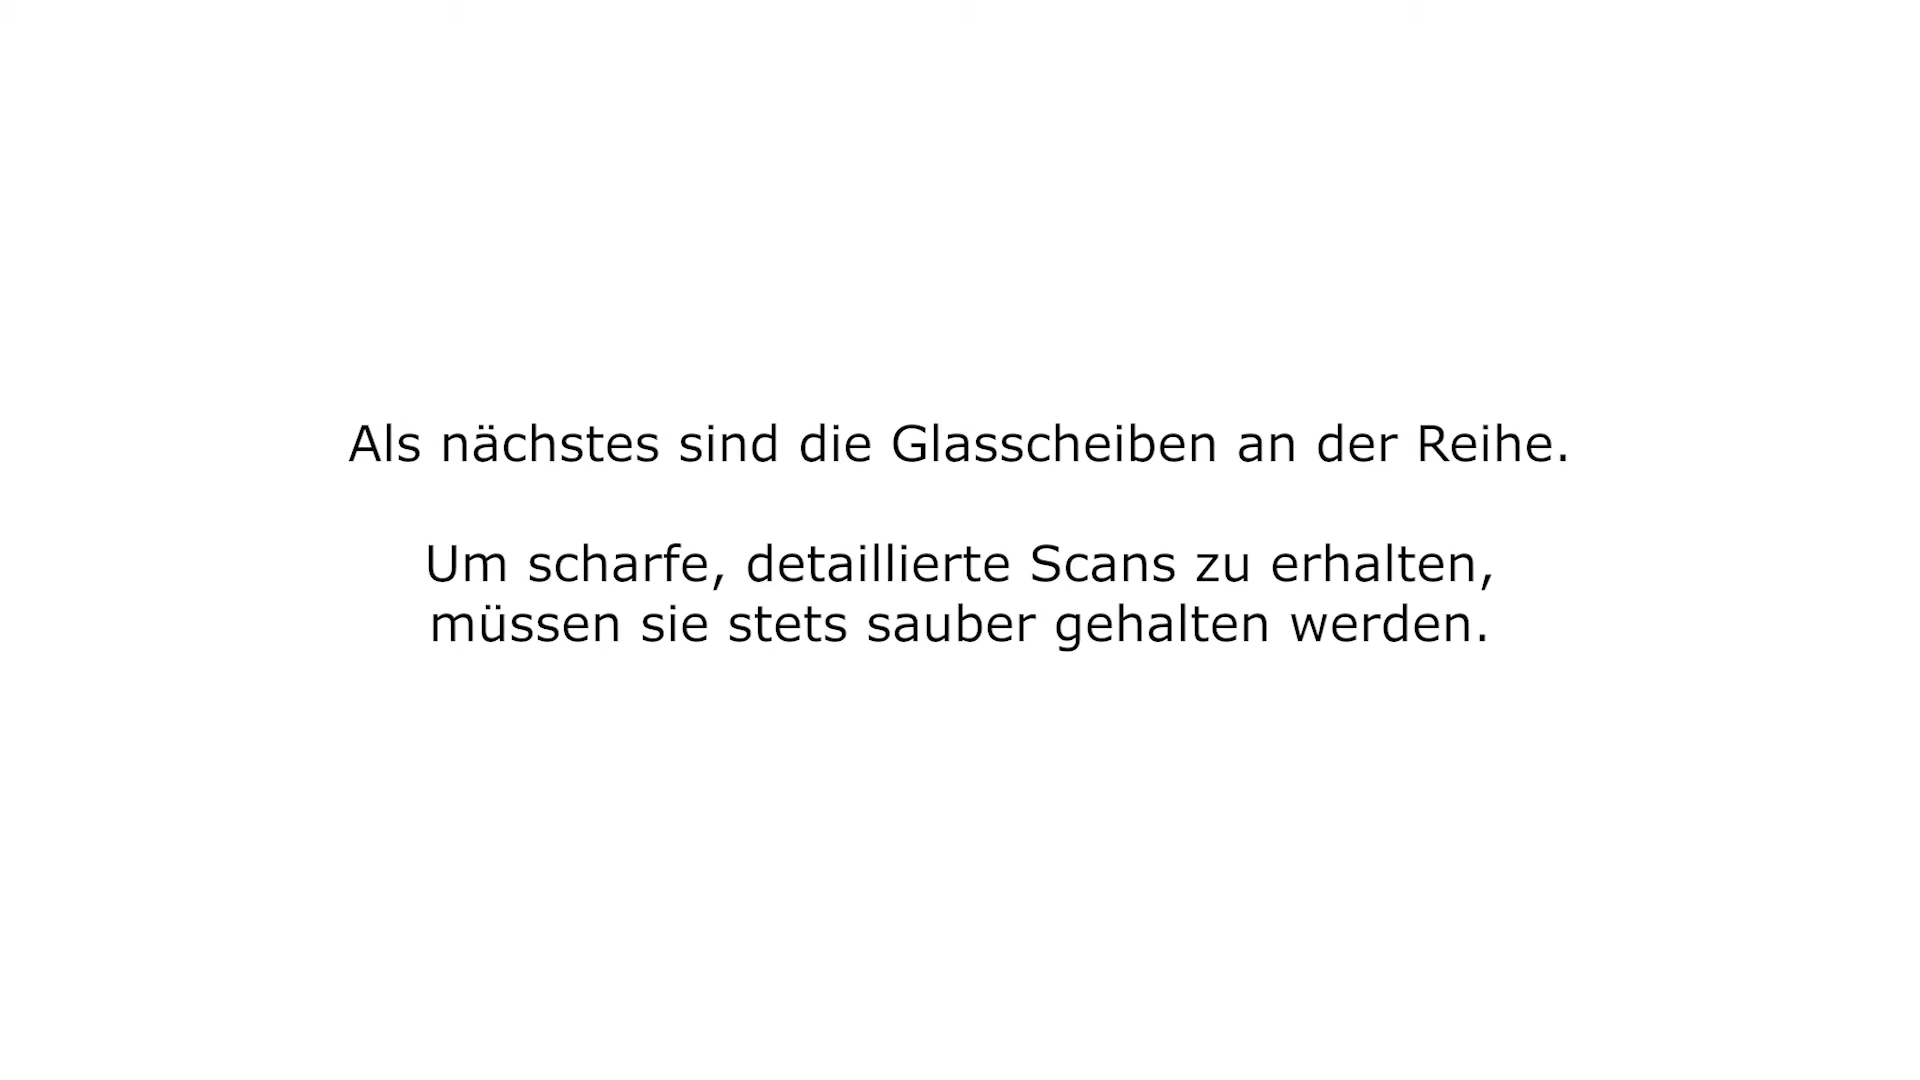 Als nächstes sind die Glasscheiben an der Reihe.
Um scharfe, detaillierte Scans zu erhalten,
müssen sie stets sauber gehalten werden.